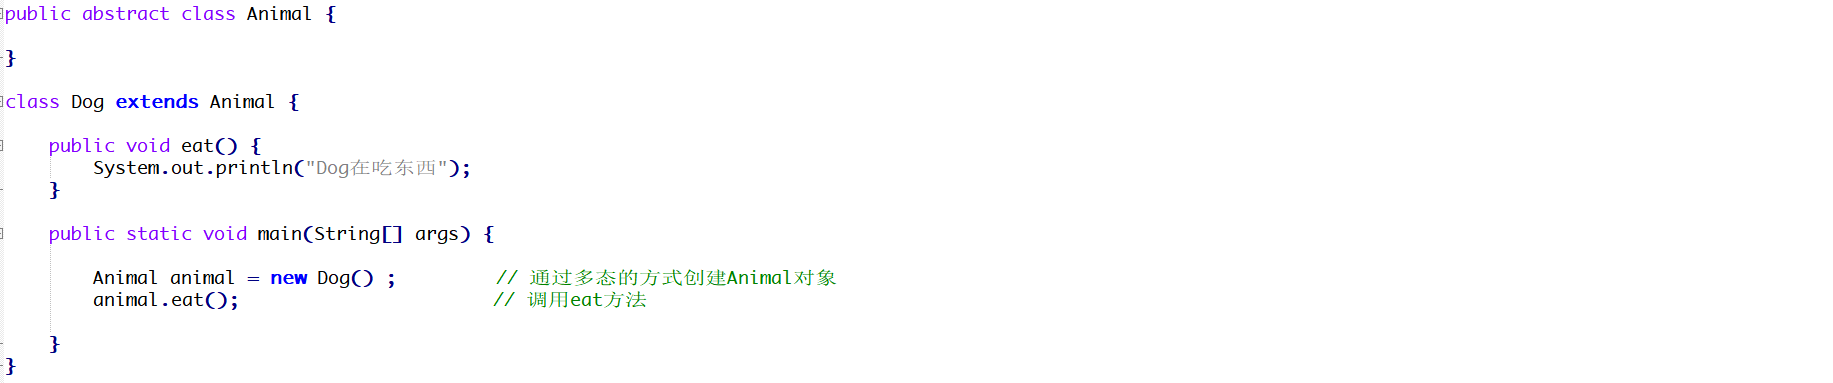 public abstract class Animal {
}
class Dog extends Animal {
public void eat() {
System.out.println("Dog在吃东西");
}
public static void main(String[] args) {
Animal animal = new Dog() ; // 通过多态的方式创建Animal对象
animal.eat(); // 调用eat方法
}
}